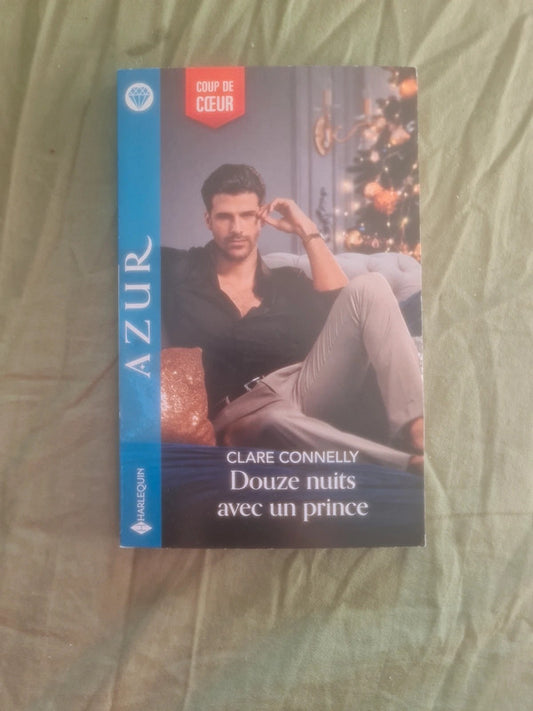 COUP DE
CŒUR
AZUR
CLARE CONNELLY
Douze nuits
avec un prince
HARLEQUIN